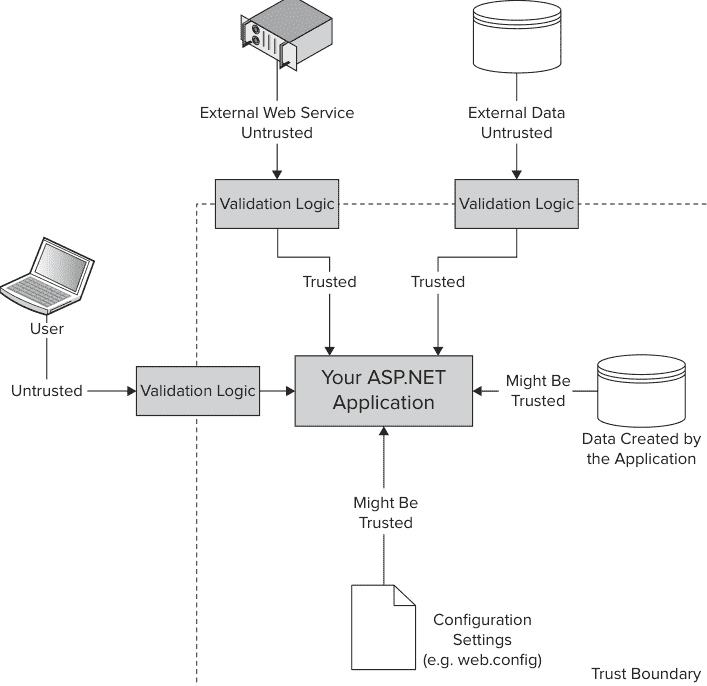 External Web Service
Untrusted
External Data
Untrusted
Validation Logic
Validation Logic
Trusted
Trusted
User
Untrusted
Validation Logic
Your ASP.NET
Application
Might Be
Trusted
Data Created by
the Application
Might Be
Trusted
Configuration
Settings
(e.g. web.config)
Trust Boundary